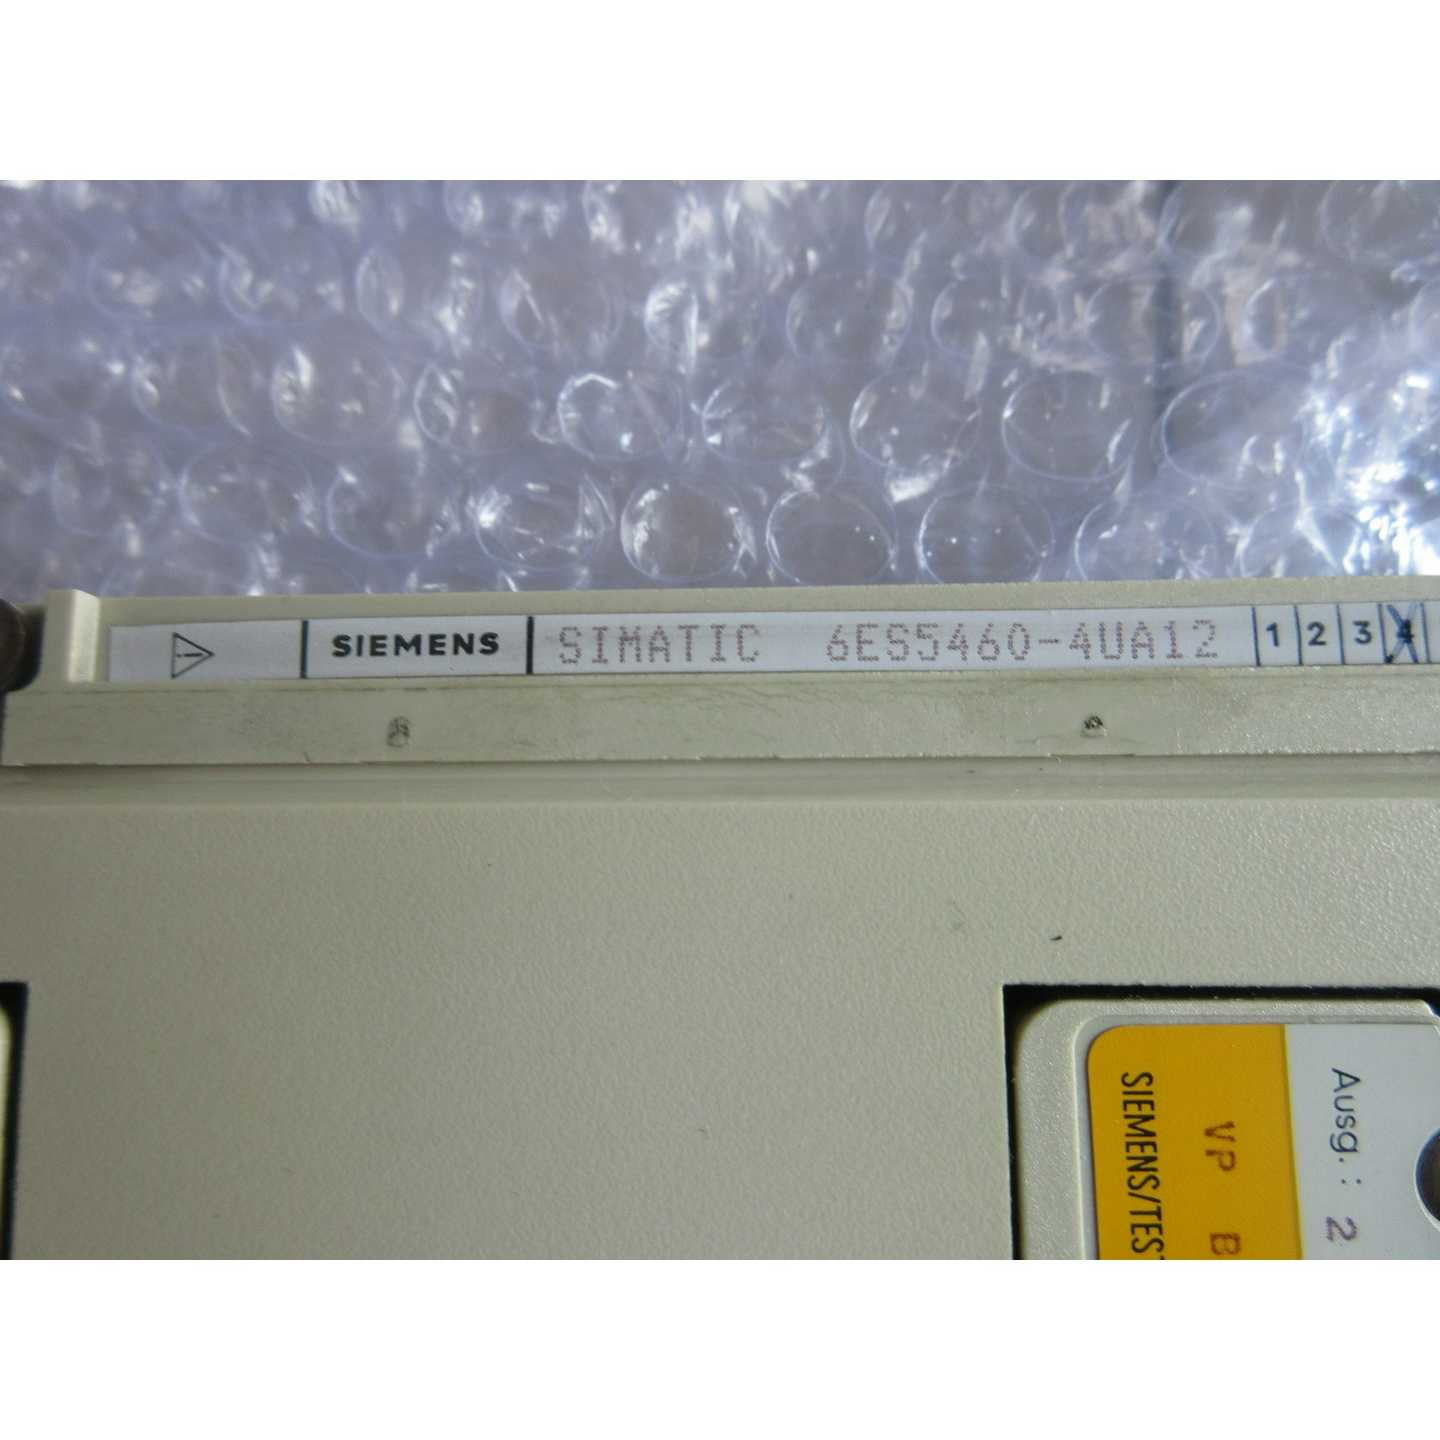 SIEMENS SIMATIC 6ES5460-4UA12 1 2 3 4
Ausg.: 2
VP B
SIEMENS/TES